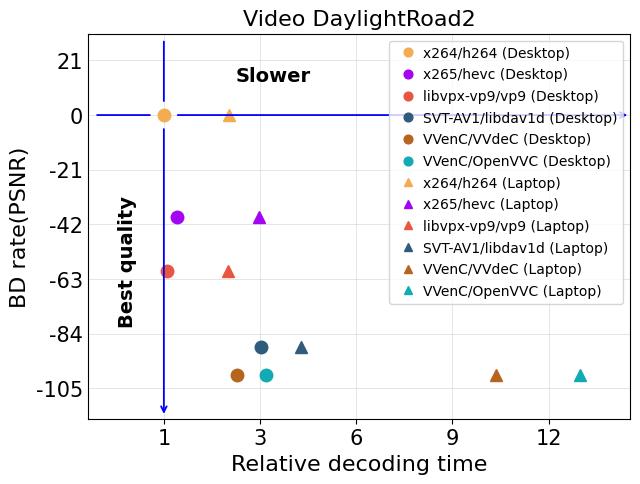 Video DaylightRoad2
BD rate(PSNR)
21
0
-21
-42
-63
-84
-105
Slower
Best quality
x264/h264 (Desktop)
x265/hevc (Desktop)
libvpx-vp9/vp9 (Desktop)
SVT-AV1/libdav1d (Desktop)
VVenC/VVdeC (Desktop)
VVenC/OpenVVC (Desktop)
x264/h264 (Laptop)
x265/hevc (Laptop)
libvpx-vp9/vp9 (Laptop)
SVT-AV1/libdav1d (Laptop)
VVenC/VVdeC (Laptop)
VVenC/OpenVVC (Laptop)
1 3 6 9 12
Relative decoding time